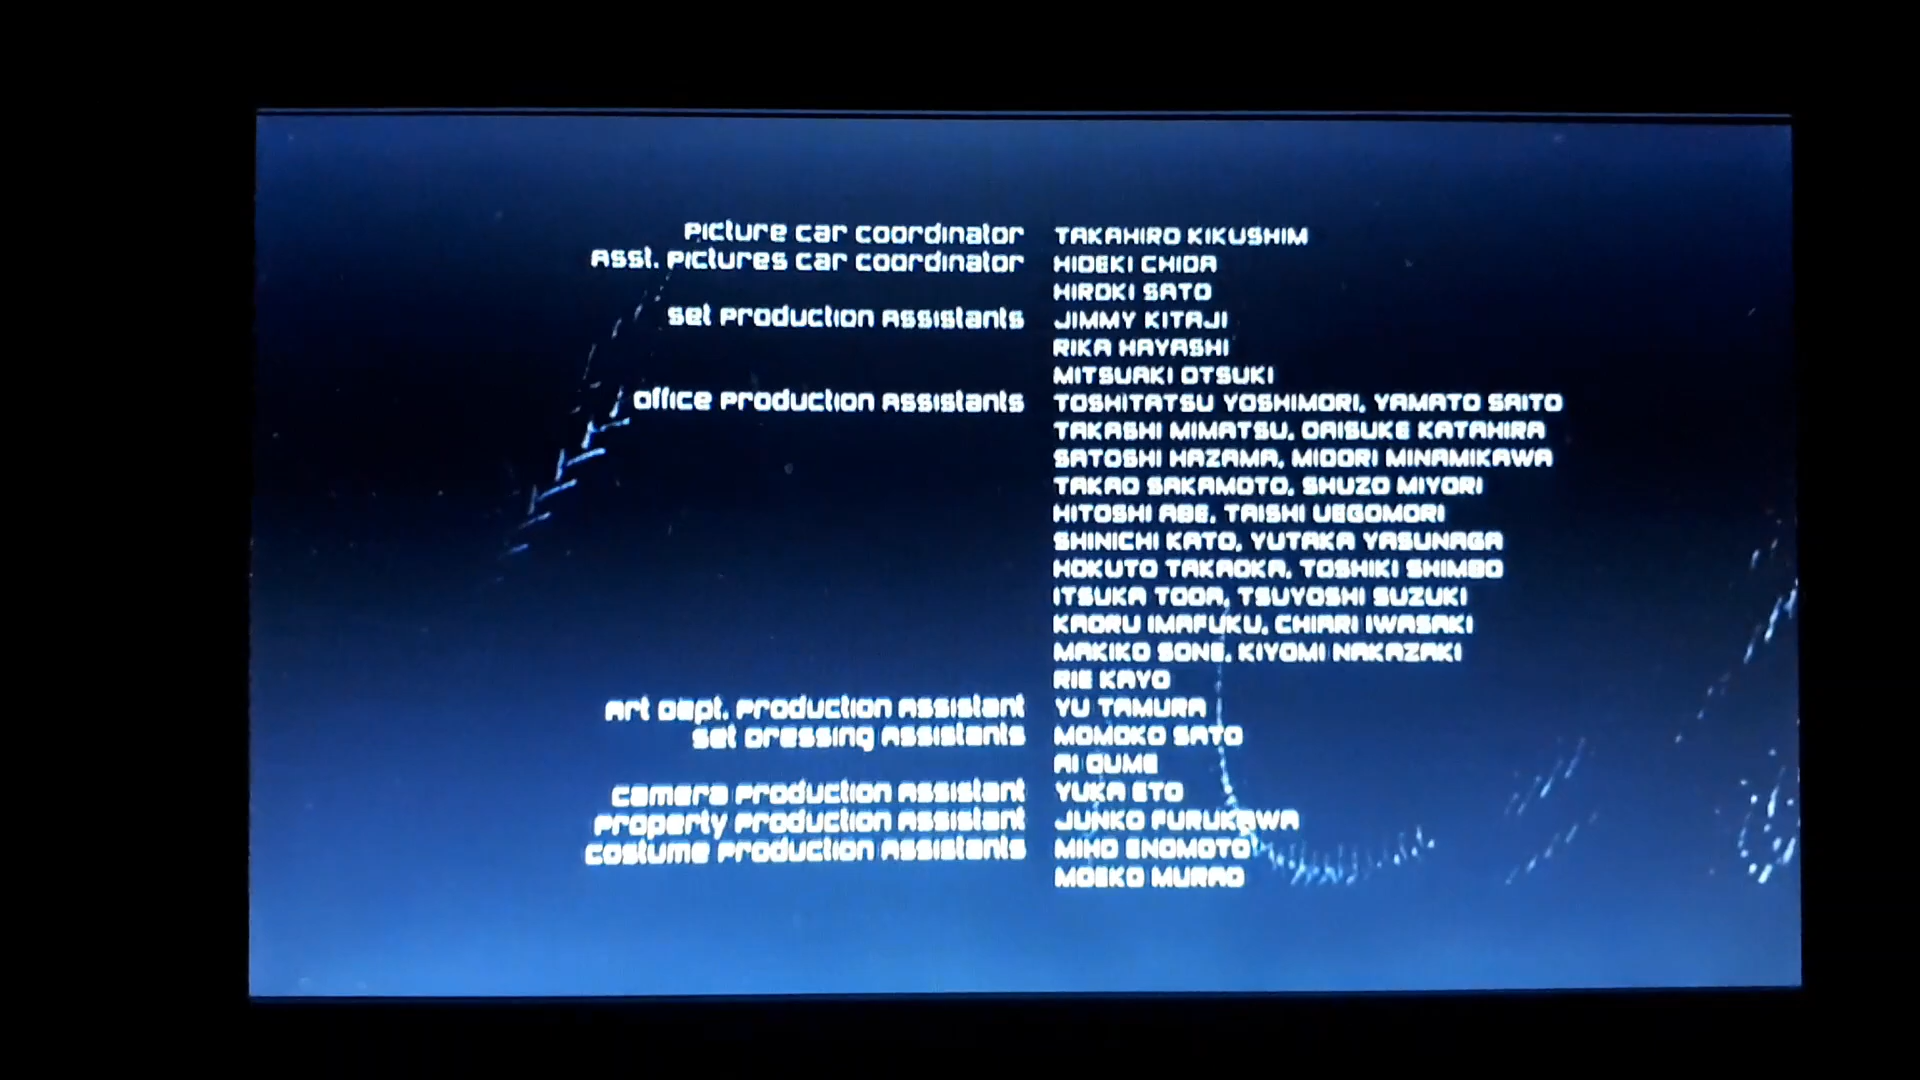 Picture car coordinator TAKAHIRO KIKUSHIM
Asst. Pictures car coordinator HIDEKI CHIDA
HIROKI SATO
set Production Assistants JIMMY KITAJI
RIKA HAYASHI
MITSUAKI OTSUKI
office Production Assistants TOSHITATSU YOSHIMORI, YAMATO SAITO
TAKASHI MIMATSU, DAISUKE KATAHIRA
SATOSHI HAZAMA, MIDORI MINAMIKAWA
TAKAO SAKAMOTO, SHUZO MIYORI
HITOSHI ABE, TAISHI UEGOMORI
SHINICHI KATO, YUTAKA YASUNAGA
HOKUTO TAKAOKA, TOSHIKI SHIMBO
ITSUKA TODA, TSUYOSHI SUZUKI
KAORU IMAFUKU, CHIARI IWASAKI
MAKIKO SONE, KIYOMI NAKAZAKI
RIE KAYO
Art Dept. Production Assistant YU TAMURA
set Dressing Assistants MOMOKO SATO
AI OUME
camera Production Assistant YUKA ETO
Property Production Assistant JUNKO FURUKAWA
costume Production Assistants MIHO ENOMOTO
MOEKO MURAO